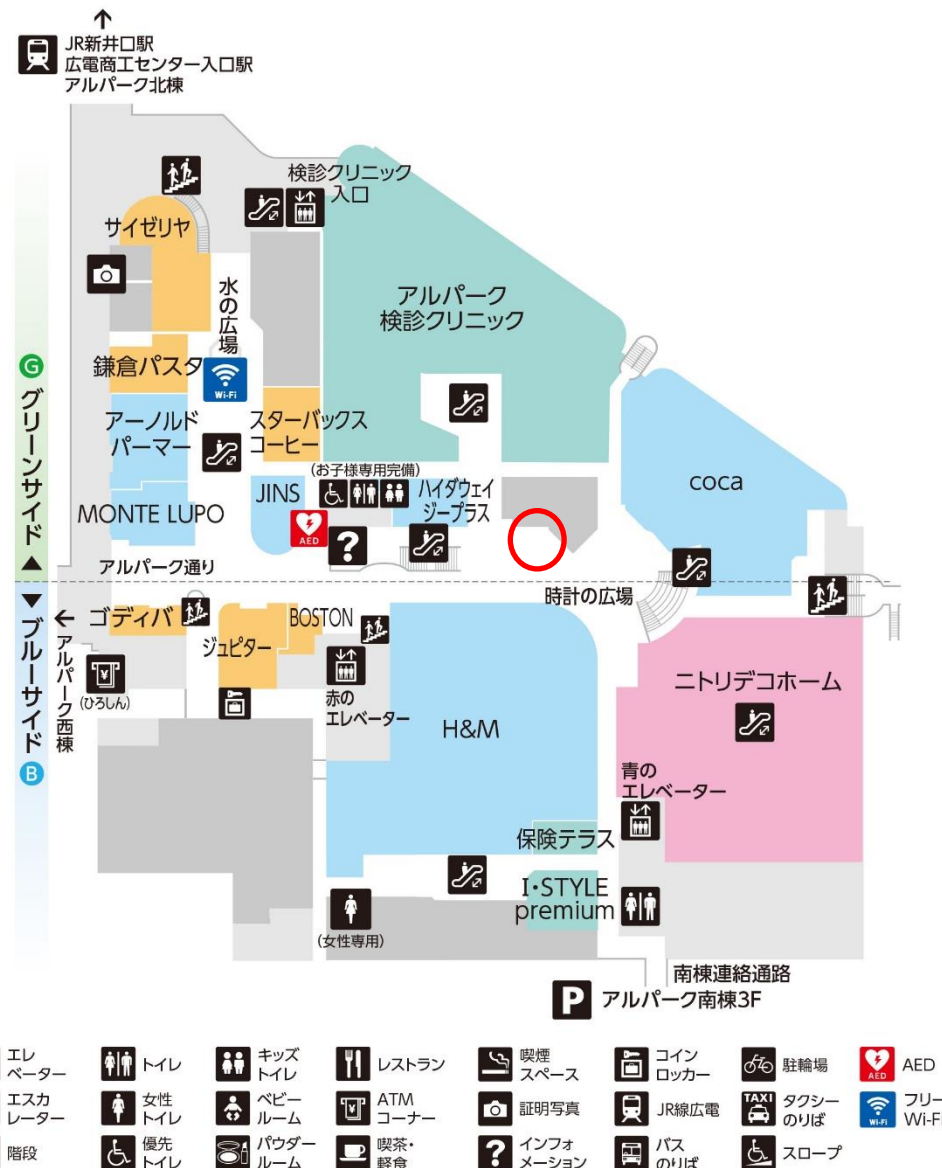 JR新井口駅
広電商工センター入口駅
アルパーク北棟
検診クリニック
入口
サイゼリヤ
水の広場
アルパーク
検診クリニック
鎌倉パスタ
Wi-Fi
アーノルド
パーマー
スターバックス
コーヒー
(お子様専用完備)
JINS
ハイダウェイ
ジープラス
coca
MONTE LUPO
AED
?
アルパーク通り
時計の広場
G
グリーンサイド▲
▼ブルーサイド
B
←アルパーク西棟
ゴディバ
ジュピター
BOSTON
(ひろしん)
赤の
エレベーター
H&M
ニトリデコホーム
青の
エレベーター
保険テラス
I・STYLE
premium
(女性専用)
南棟連絡通路
P アルパーク南棟3F
エレ
ベーター
トイレ
キッズ
トイレ
レストラン
喫煙
スペース
コイン
ロッカー
駐輪場
AED
AED
エスカ
レーター
女性
トイレ
ベビー
ルーム
ATM
コーナー
証明写真
JR線広電
TAXI
タクシー
のりば
Wi-Fi
フリー
Wi-Fi
階段
優先
トイレ
パウダー
ルーム
喫茶・
軽食
?
インフォ
メーション
バス
のりば
スロープ